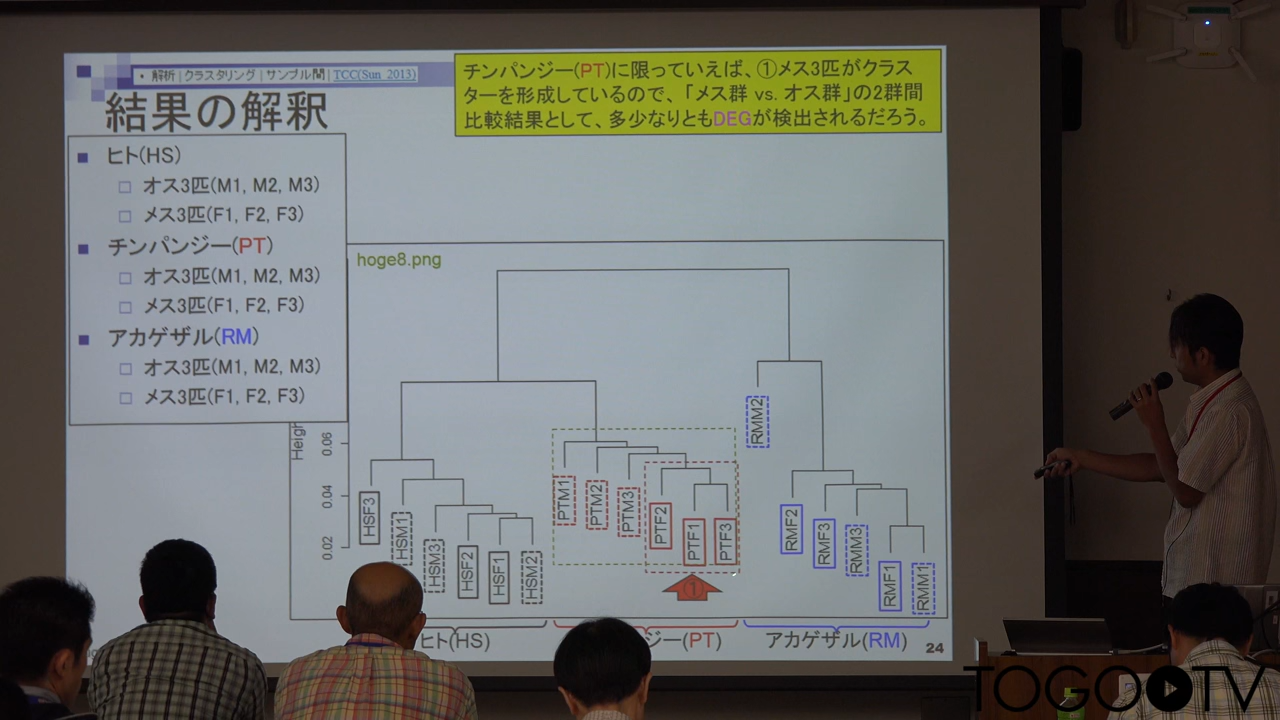 • 解析 | クラスタリング | サンプル間 | TCC(Sun_2013)
結果の解釈
チンパンジー(PT)に限っていえば、①メス3匹がクラス
ターを形成しているので、「メス群 vs. オス群」の2群間
比較結果として、多少なりともDEGが検出されるだろう。
ヒト(HS)
オス3匹(M1, M2, M3)
メス3匹(F1, F2, F3)
チンパンジー(PT)
オス3匹(M1, M2, M3)
メス3匹(F1, F2, F3)
アカゲザル(RM)
オス3匹(M1, M2, M3)
メス3匹(F1, F2, F3)
hoge8.png
0.06
0.04
0.02
HSF3
HSM1
HSM3
HSF2
HSF1
HSM2
PTM1
PTM2
PTM3
PTF2
PTF1
PTF3
RMM2
RMF2
RMF3
RMM3
RMF1
RMM1
①
ヒト(HS)
ジー(PT)
アカゲザル(RM)
24
TOGO TV